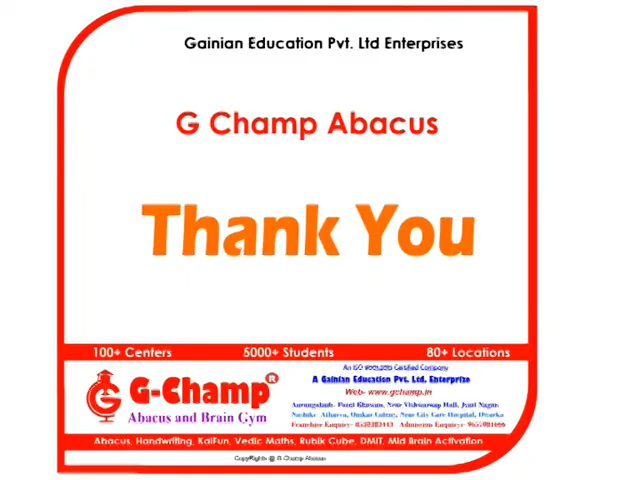 Gainian Education Pvt. Ltd Enterprises
G Champ Abacus
Thank You
100+ Centers 5000+ Students 80+ Locations
An ISO Certified Company
G-Champ®
A Gainian Education Pvt. Ltd. Enterprize
Web- www.gchamp.in
Abacus and Brain Gym
Abacus, Handwriting, KaiFun, Vedic Maths, Rubik Cube, DMIT, Mid Brain Activation
CopyRights @ G Champ Abacus